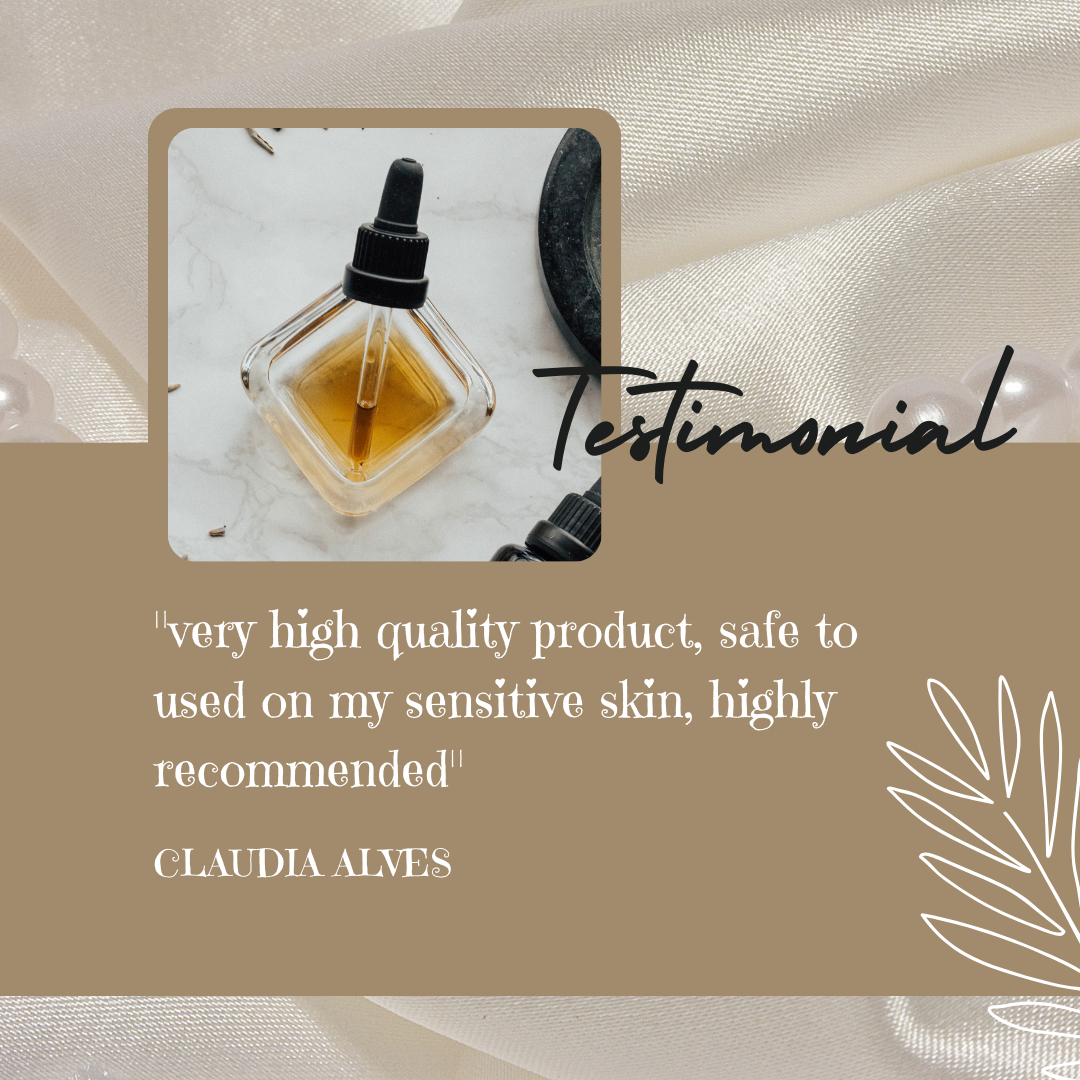 Testimonial
"very high quality product, safe to
used on my sensitive skin, highly
recommended"
CLAUDIA ALVES